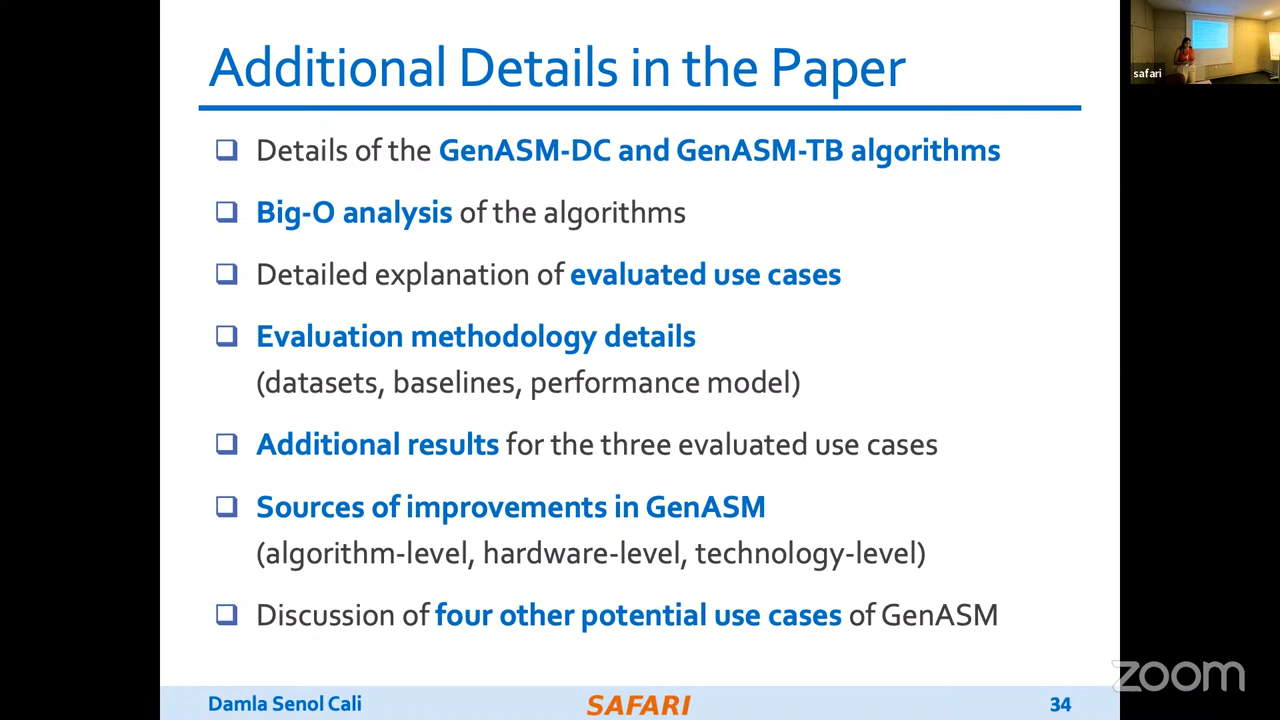 Additional Details in the Paper
safari
Details of the GenASM-DC and GenASM-TB algorithms
Big-O analysis of the algorithms
Detailed explanation of evaluated use cases
Evaluation methodology details
(datasets, baselines, performance model)
Additional results for the three evaluated use cases
Sources of improvements in GenASM
(algorithm-level, hardware-level, technology-level)
Discussion of four other potential use cases of GenASM
zoom
Damla Senol Cali
SAFARI
34